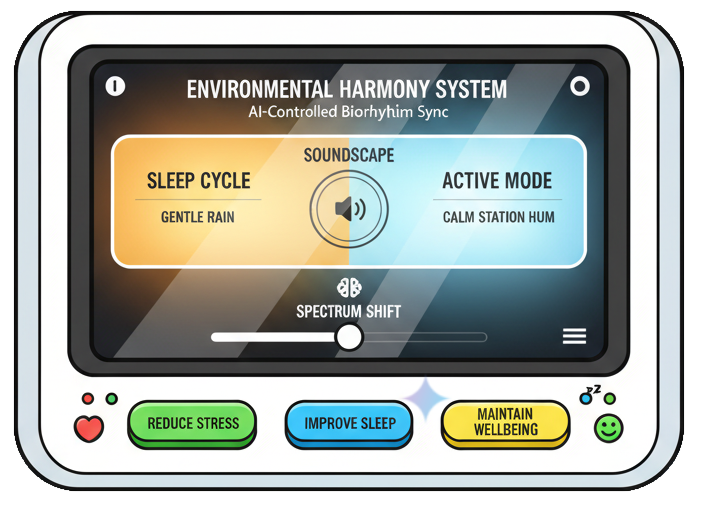 ENVIRONMENTAL HARMONY SYSTEM
AI-Controlled Biorhyhim Sync
SOUNDSCAPE
SLEEP CYCLE
GENTLE RAIN
ACTIVE MODE
CALM STATION HUM
SPECTRUM SHIFT
REDUCE STRESS
IMPROVE SLEEP
MAINTAIN
WELLBEING
zZ